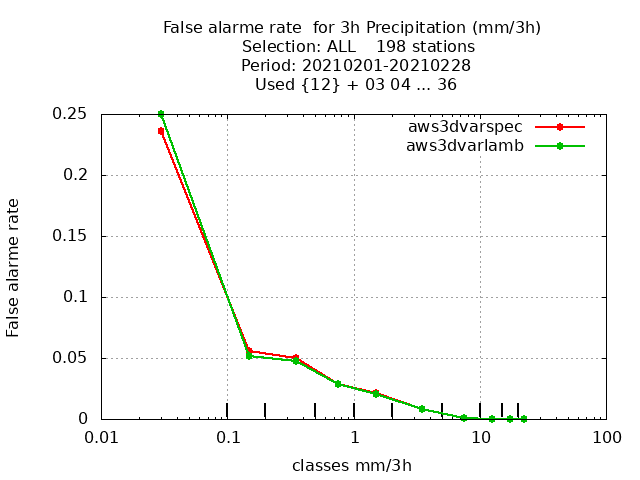 False alarme rate  for 3h Precipitation (mm/3h)
Selection: ALL    198 stations
Period: 20210201-20210228
Used {12} + 03 04 ... 36
aws3dvarspec
aws3dvarlamb
False alarme rate
0.25
0.2
0.15
0.1
0.05
0
0.01 0.1 1 10 100
classes mm/3h